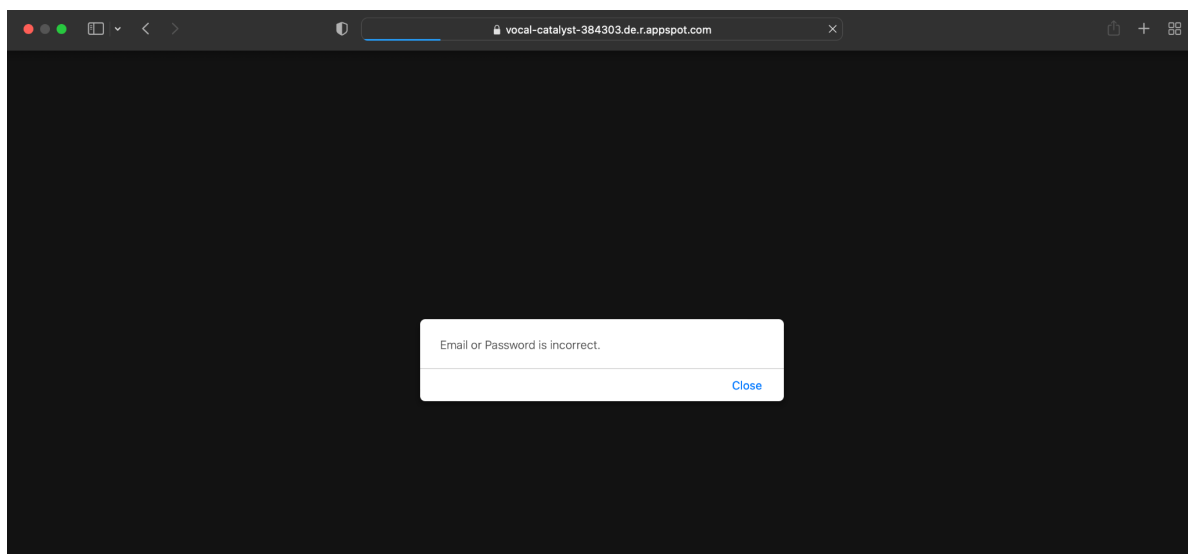 vocal-catalyst-384303.de.r.appspot.com
Email or Password is incorrect.
Close